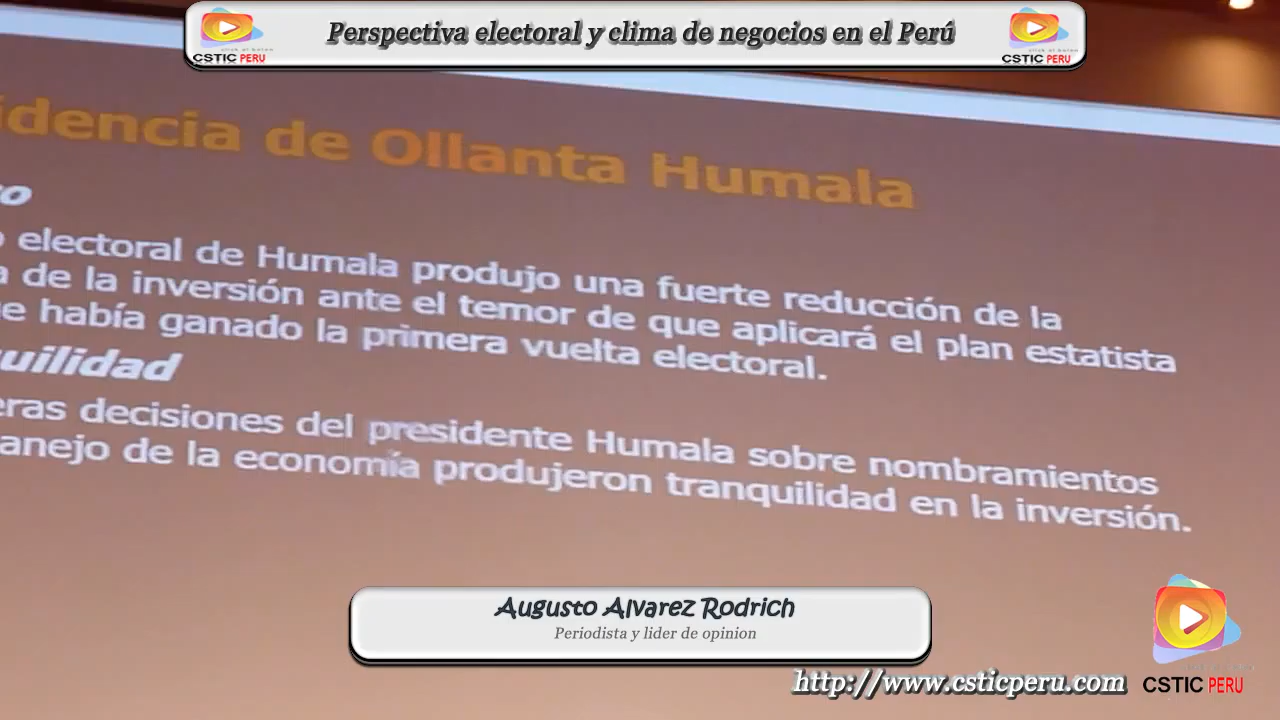 Perspectiva electoral y clima de negocios en el Perú
CSTIC PERU
CSTIC PERU
idencia de Ollanta Humala
o
o electoral de Humala produjo una fuerte reducción de la
a de la inversión ante el temor de que aplicará el plan estatista
e había ganado la primera vuelta electoral.
uilidad
eras decisiones del presidente Humala sobre nombramientos
anejo de la economía produjeron tranquilidad en la inversión.
Augusto Alvarez Rodrich
Periodista y lider de opinion
http://www.csticperu.com
CSTIC PERU